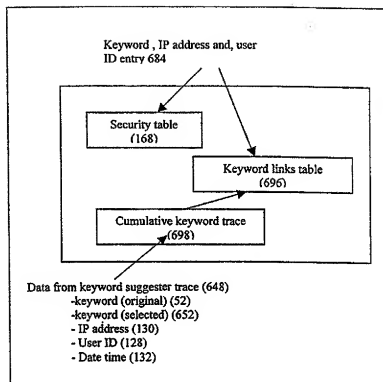 Keyword , IP address and, user
ID entry 684
Security table
(168)
Keyword links table
(696)
Cumulative keyword trace
(698)
Data from keyword suggester trace (648)
-keyword (original) 52
-keyword (selected) 652
- IP address (130)
- User ID (128)
- Date time (132)